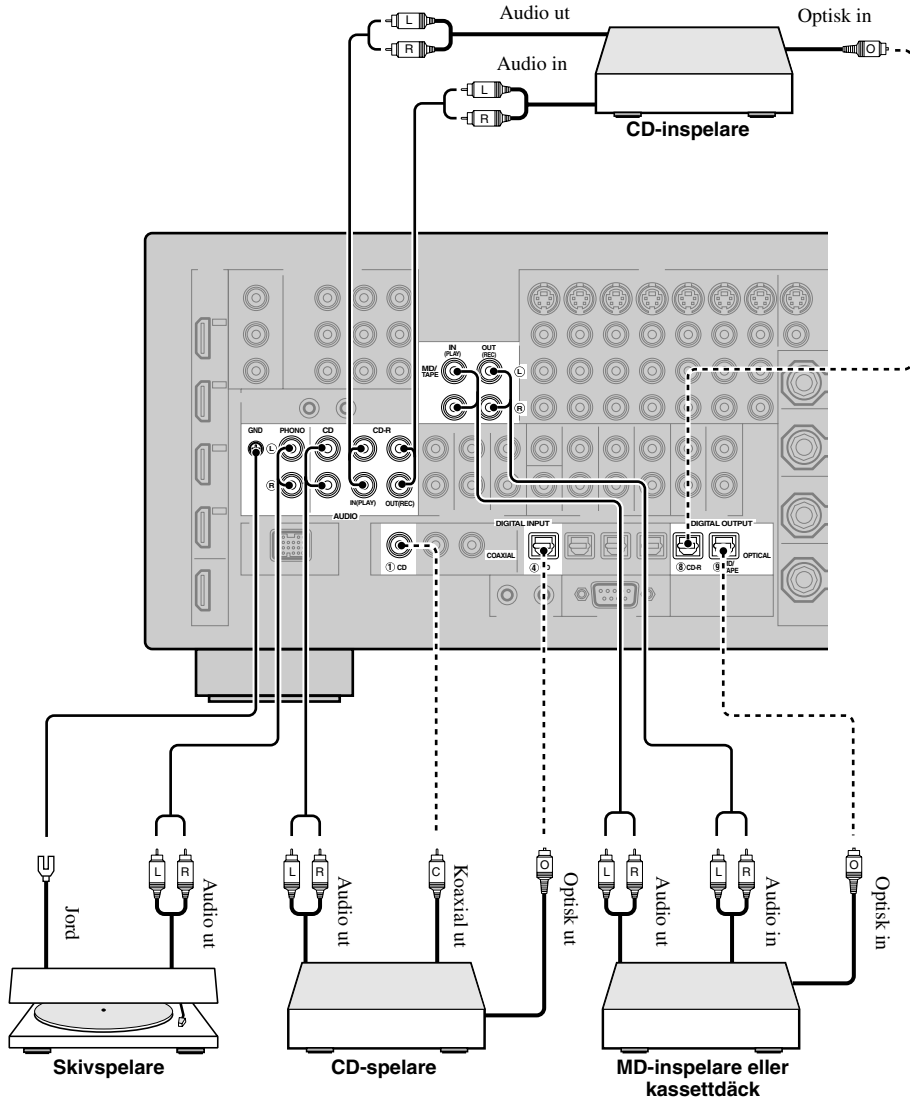 Audio ut
Optisk in
L
R
O
Audio in
L
R
CD-inspelare
IN
(PLAY)
OUT
(REC)
MD/
TAPE
L
R
GND
PHONO
CD
CD-R
L
R
IN(PLAY)
OUT(REC)
AUDIO
DIGITAL INPUT
DIGITAL OUTPUT
COAXIAL
OPTICAL
① CD
④
⑧ CD-R
⑨
L
R
L
R
C
O
L
R
L
R
O
Jord
Audio ut
Audio ut
Koaxial ut
Optisk ut
Audio ut
Audio in
Optisk in
Skivspelare
CD-spelare
MD-inspelare eller
kassettdäck